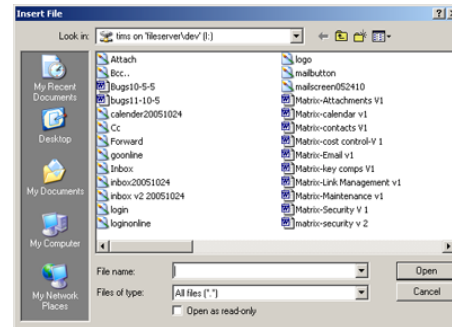 Insert File
Look in: tims on 'fileserver\dev' (I:)
My Recent Documents
Desktop
My Documents
My Computer
My Network Places
Attach
Bcc..
Bugs10-5-5
bugs11-10-5
calender20051024
Cc
Forward
goonline
Inbox
inbox20051024
inbox v2 20051024
login
loginonline
logo
mailbutton
mailscreen052410
Matrix-Attachments V1
Matrix-calendar v1
Matrix-contacts V1
Matrix-cost control-V 1
Matrix-Email v1
Matrix-key comps V1
Matrix-Link Management v1
Matrix-Maintenance v1
Matrix-Security V 1
matrix-security v 2
File name:
Open
Files of type: All files (*.*)
Cancel
Open as read-only